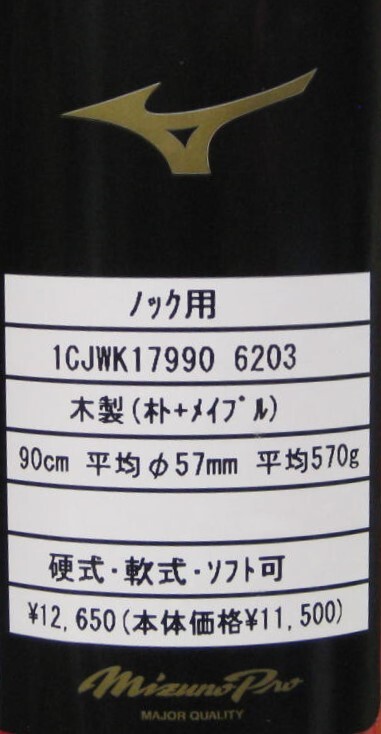 ノック用
1CJWK17990 6203
木製(朴+メイプル)
90cm 平均φ57mm 平均570g
硬式・軟式・ソフト可
¥12,650(本体価格¥11,500)
Mizuno Pro
MAJOR QUALITY